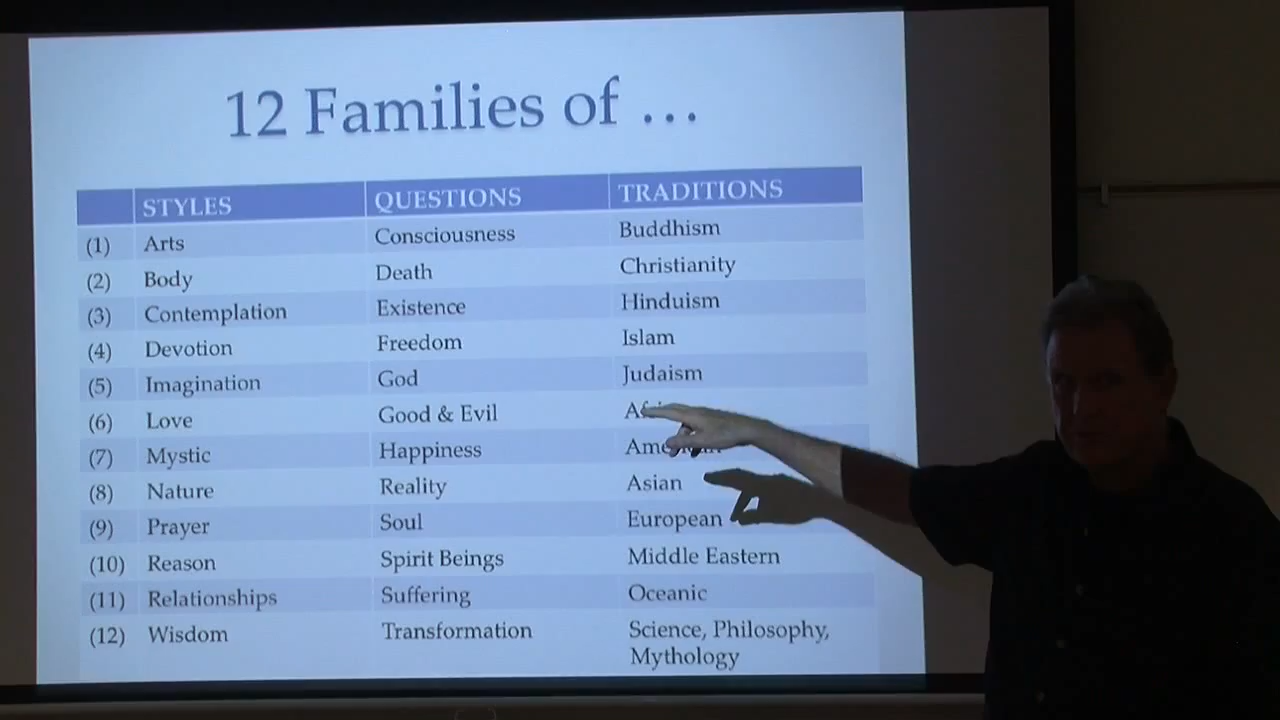 12 Families of ...
STYLES QUESTIONS TRADITIONS
(1) Arts Consciousness Buddhism
(2) Body Death Christianity
(3) Contemplation Existence Hinduism
(4) Devotion Freedom Islam
(5) Imagination God Judaism
(6) Love Good & Evil
(7) Mystic Happiness
(8) Nature Reality Asian
(9) Prayer Soul European
(10) Reason Spirit Beings Middle Eastern
(11) Relationships Suffering Oceanic
(12) Wisdom Transformation Science, Philosophy,
Mythology